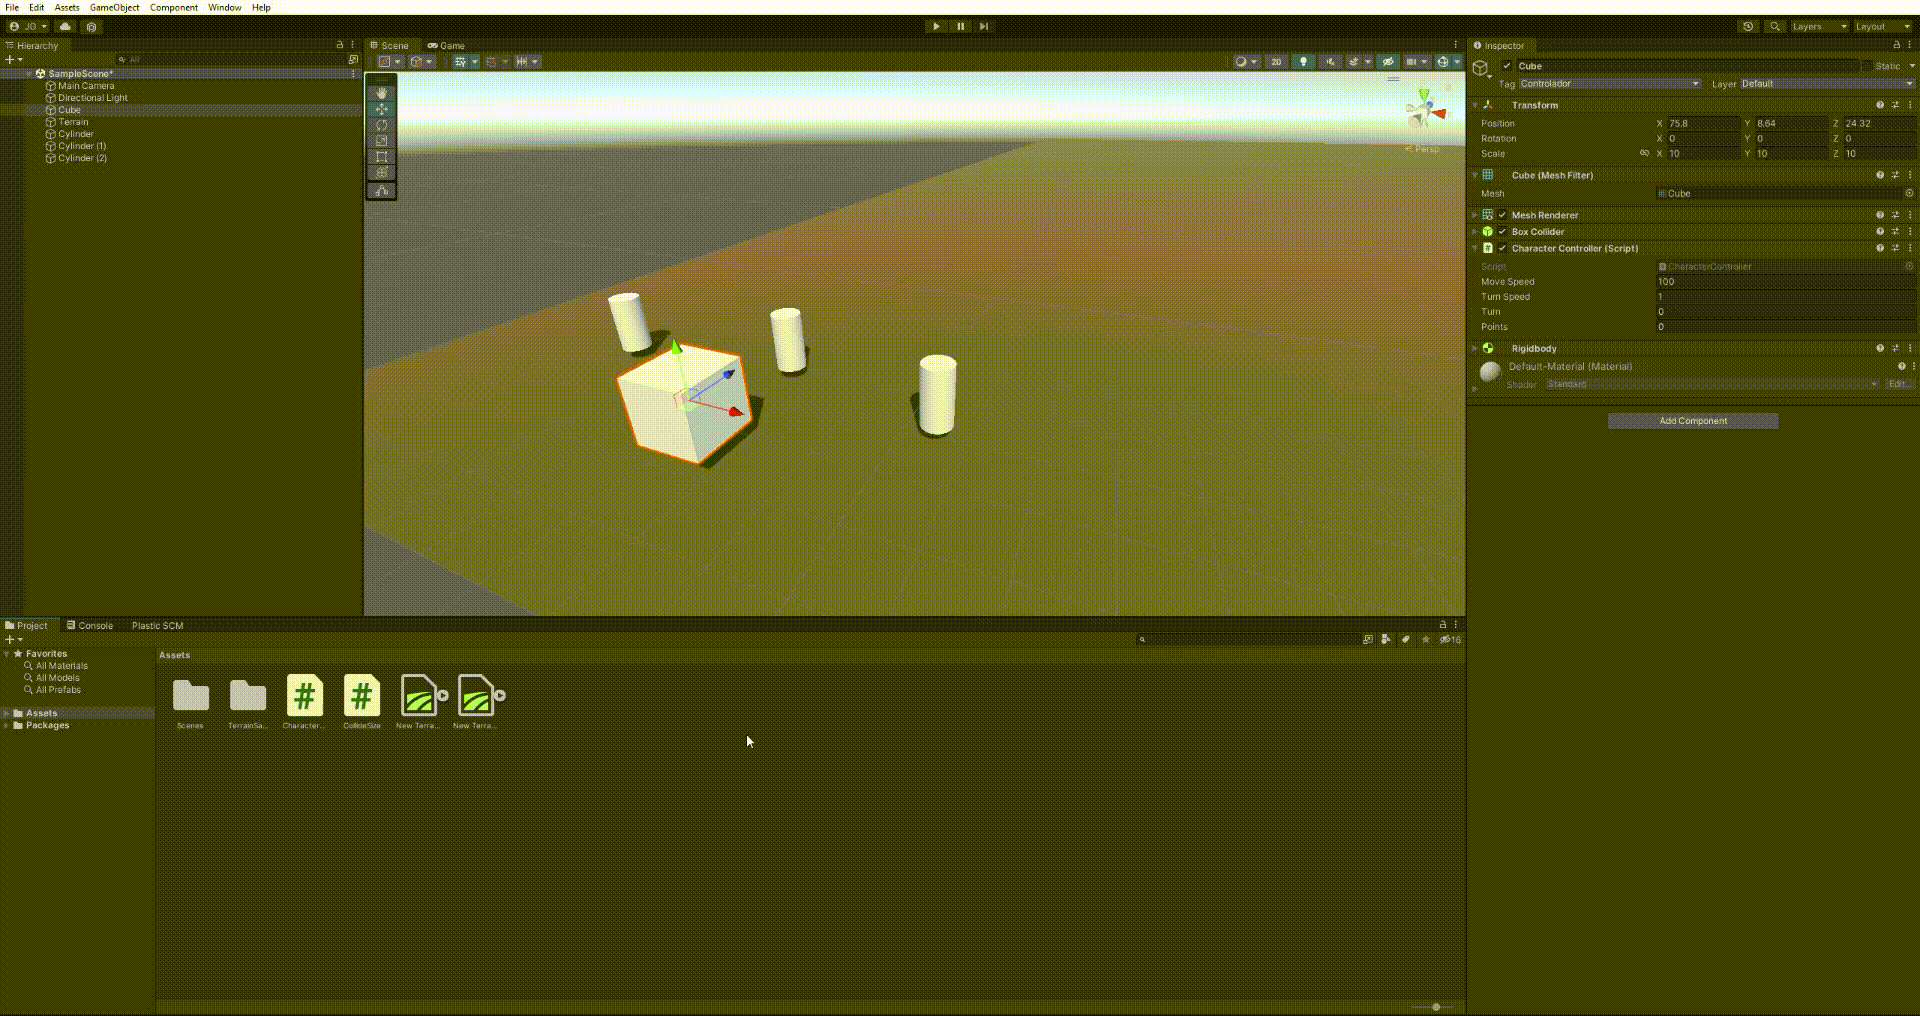 File Edit Assets GameObject Component Window Help
JG
Layers Layout
Hierarchy
All
SampleScene*
Main Camera
Directional Light
Cube
Terrain
Cylinder
Cylinder (1)
Cylinder (2)
Scene Game
2D
< Persp
Inspector
Cube Static
Tag Controlador Layer Default
Transform
Position X 75.8 Y 8.64 Z 24.32
Rotation X 0 Y 0 Z 0
Scale X 10 Y 10 Z 10
Cube (Mesh Filter)
Mesh Cube
Mesh Renderer
Box Collider
# Character Controller (Script)
Script CharacterController
Move Speed 100
Turn Speed 1
Turn 0
Points 0
Rigidbody
Default-Material (Material)
Shader Standard Edit...
Add Component
Project Console Plastic SCM
16
Favorites
All Materials
All Models
All Prefabs
Assets
Packages
Assets
# #
Scenes TerrainSa... Character... CollideSize New Terra... New Terra...